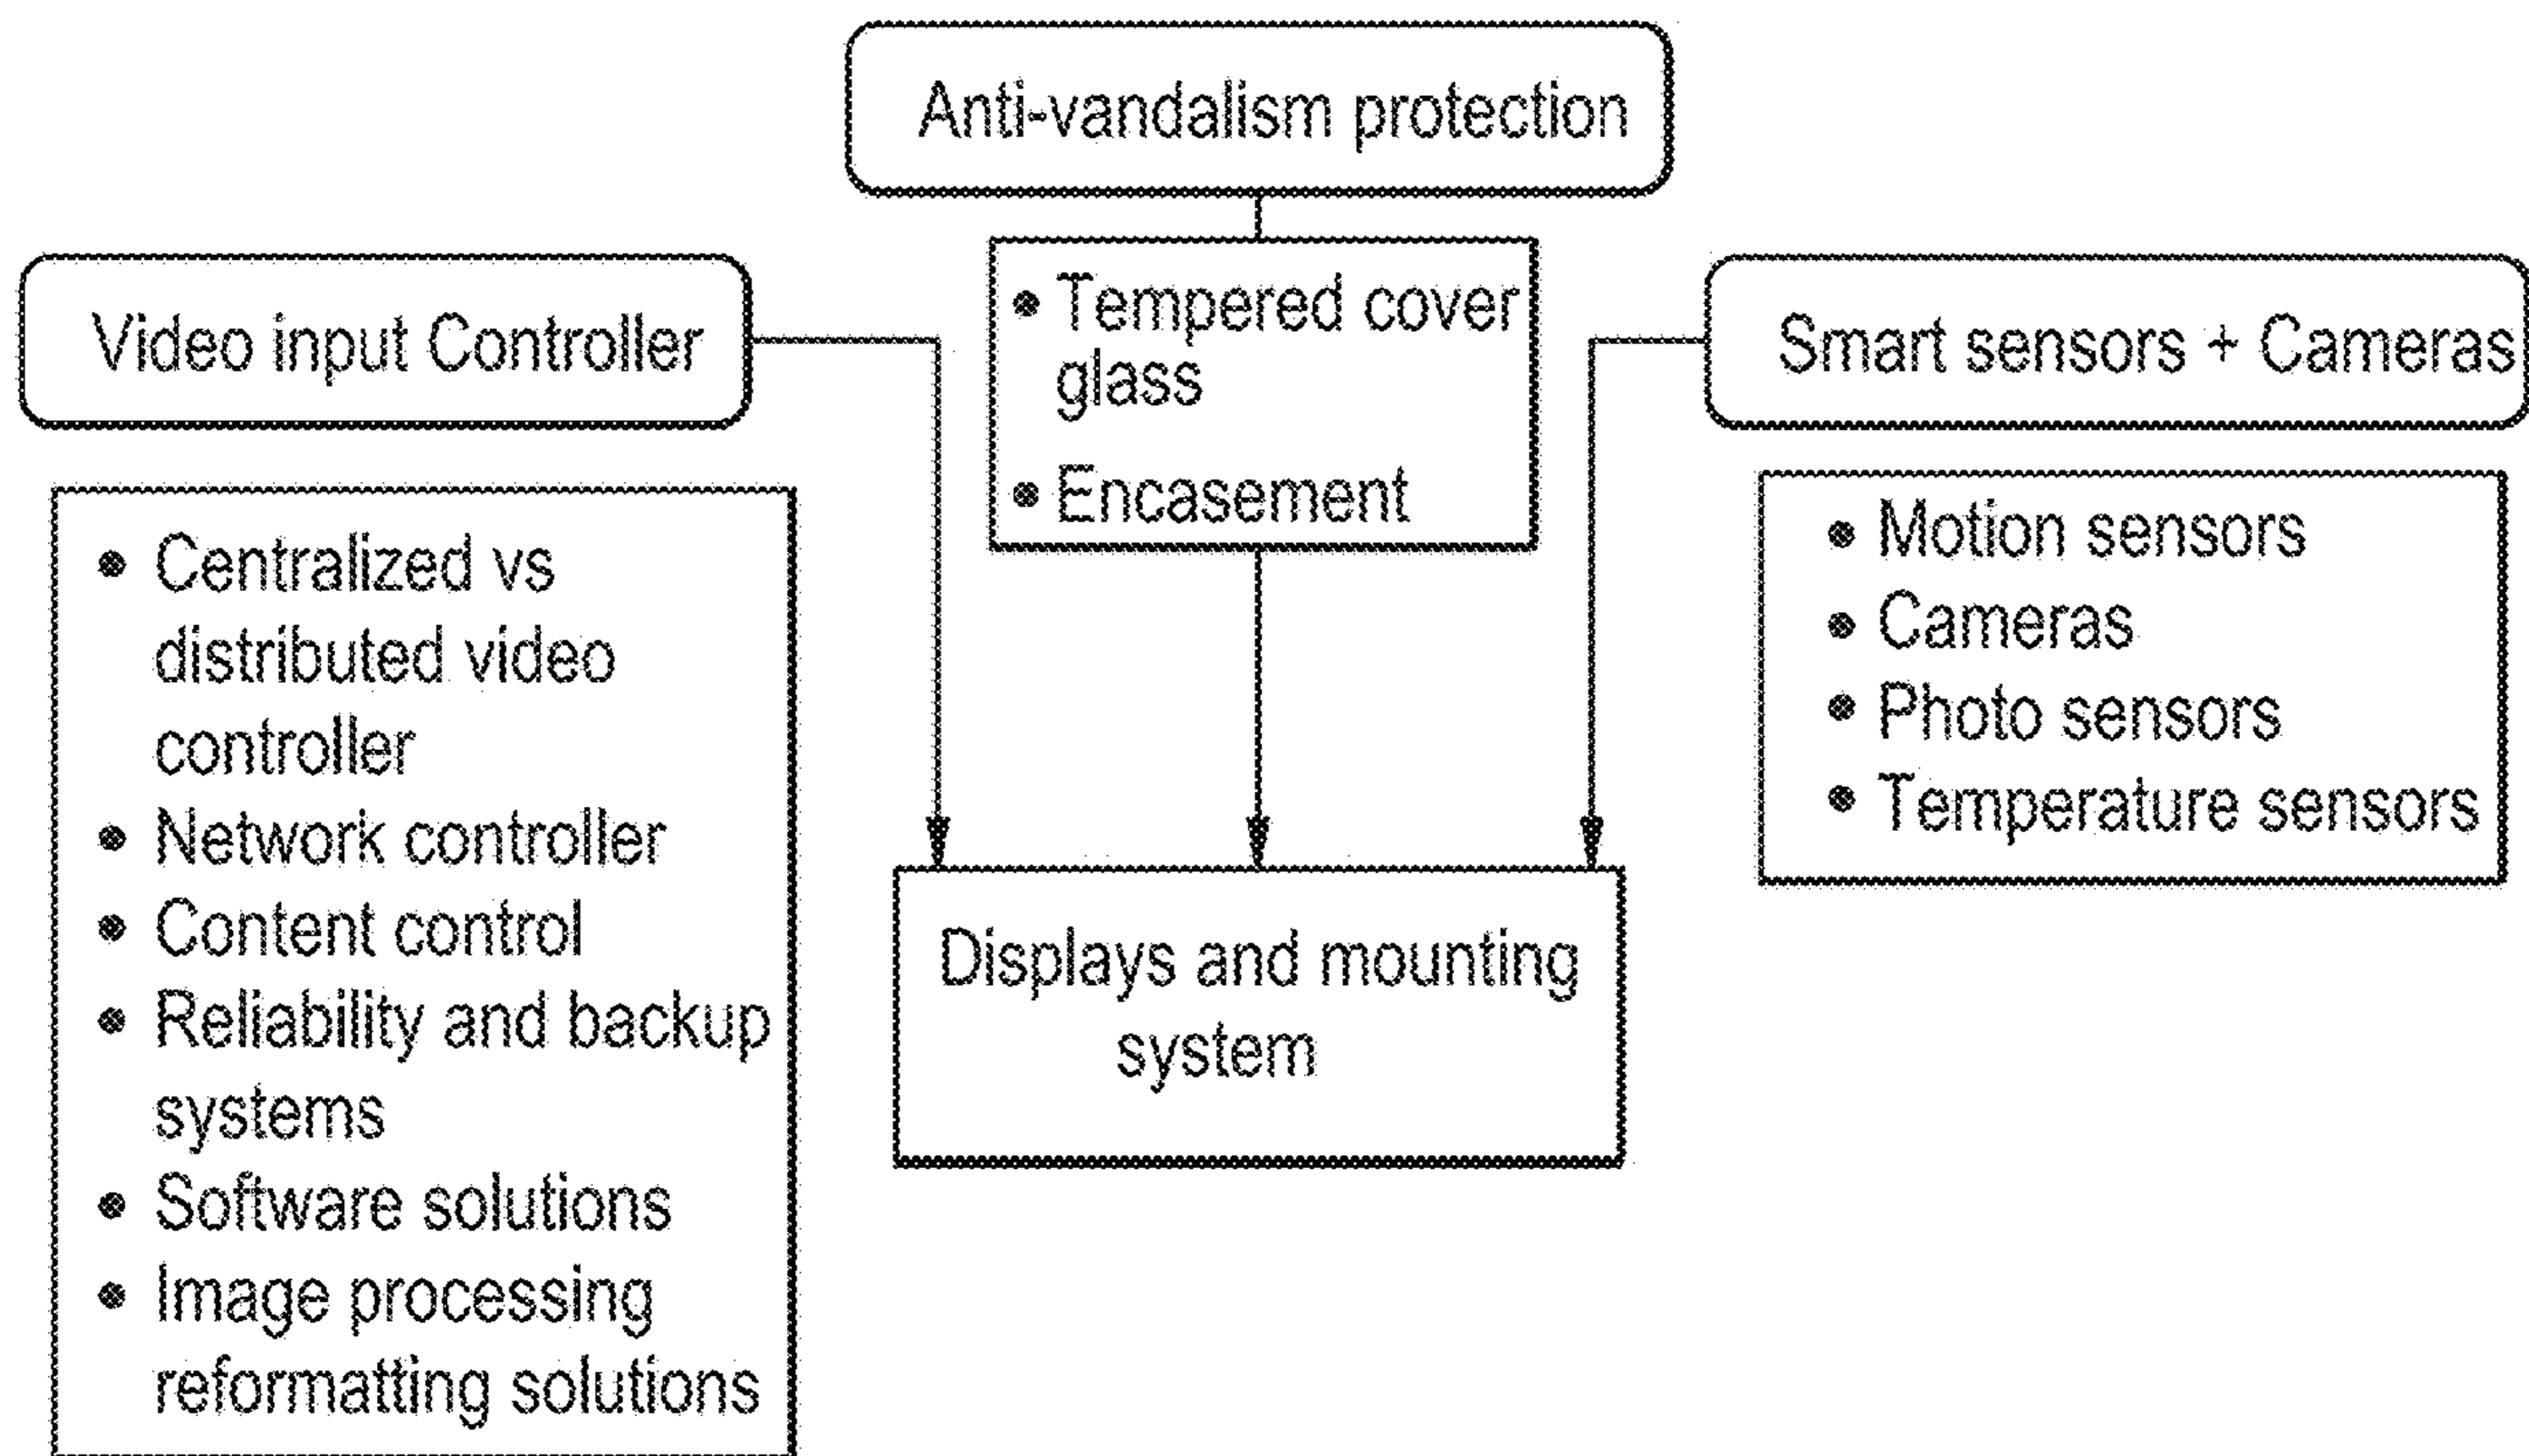 Anti-vandalism protection
• Tempered cover
glass
• Encasement
Video input Controller
• Centralized vs
distributed video
controller
• Network controller
• Content control
• Reliability and backup
systems
• Software solutions
• Image processing
reformatting solutions
Smart sensors + Cameras
• Motion sensors
• Cameras
• Photo sensors
• Temperature sensors
Displays and mounting
system